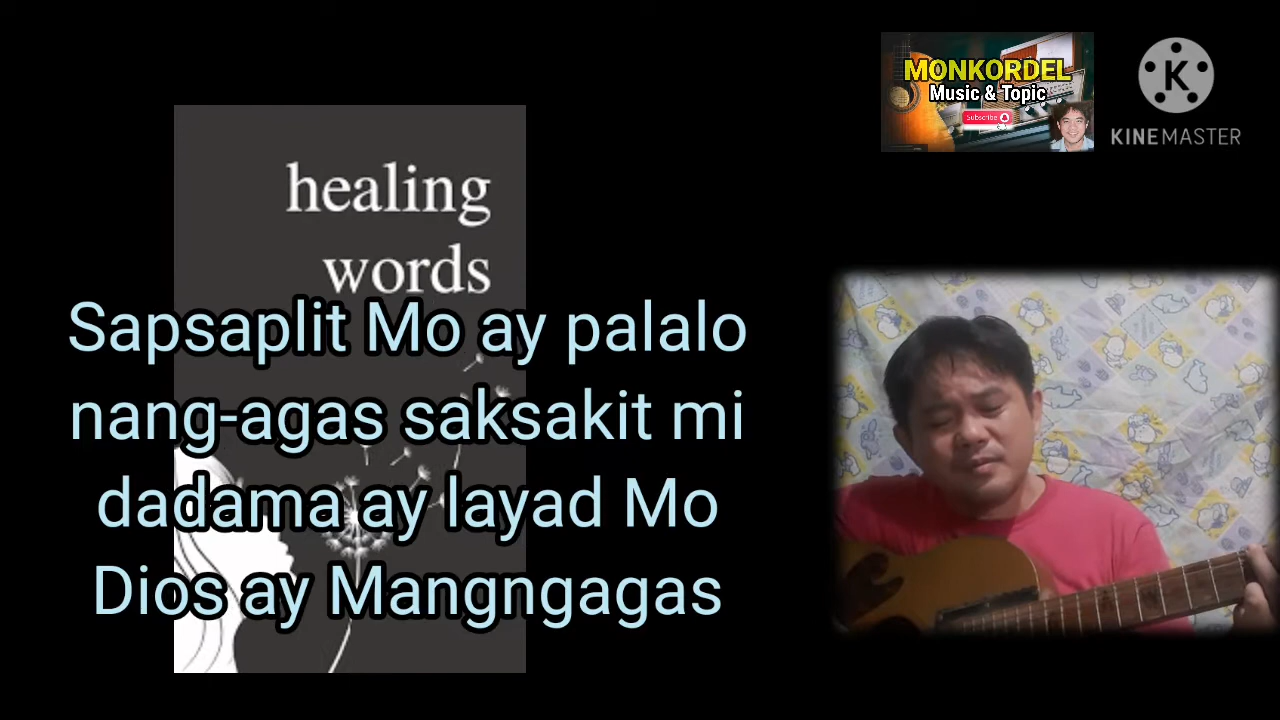 MONKORDEL
Music & Topic
Subscribe
K
KINEMASTER
healing
words
Sapsaplit Mo ay palalo
nang-agas saksakit mi
dadama ay layad Mo
Dios ay Mangngagas